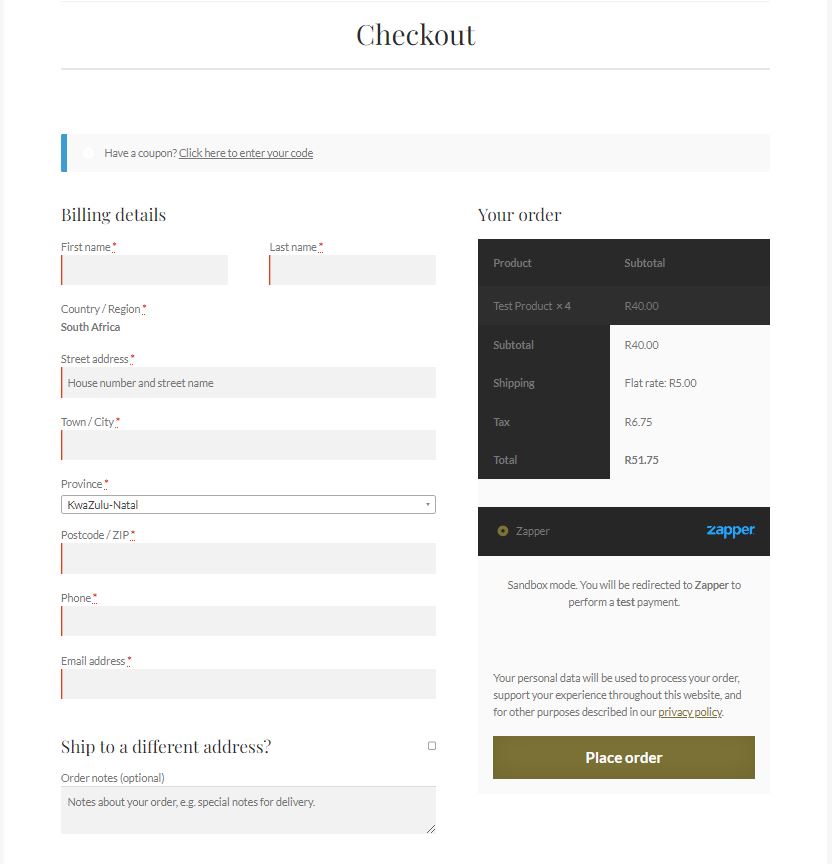 Checkout
Have a coupon? Click here to enter your code
Billing details
First name *
Last name *
Country / Region *
South Africa
Street address *
House number and street name
Town / City *
Province *
KwaZulu-Natal
Postcode / ZIP *
Phone *
Email address *
Ship to a different address?
Order notes (optional)
Notes about your order, e.g. special notes for delivery.
Your order
Product Subtotal
Test Product × 4 R40.00
Subtotal R40.00
Shipping Flat rate: R5.00
Tax R6.75
Total R51.75
Zapper zapper
Sandbox mode. You will be redirected to Zapper to
perform a test payment.
Your personal data will be used to process your order,
support your experience throughout this website, and
for other purposes described in our privacy policy.
Place order